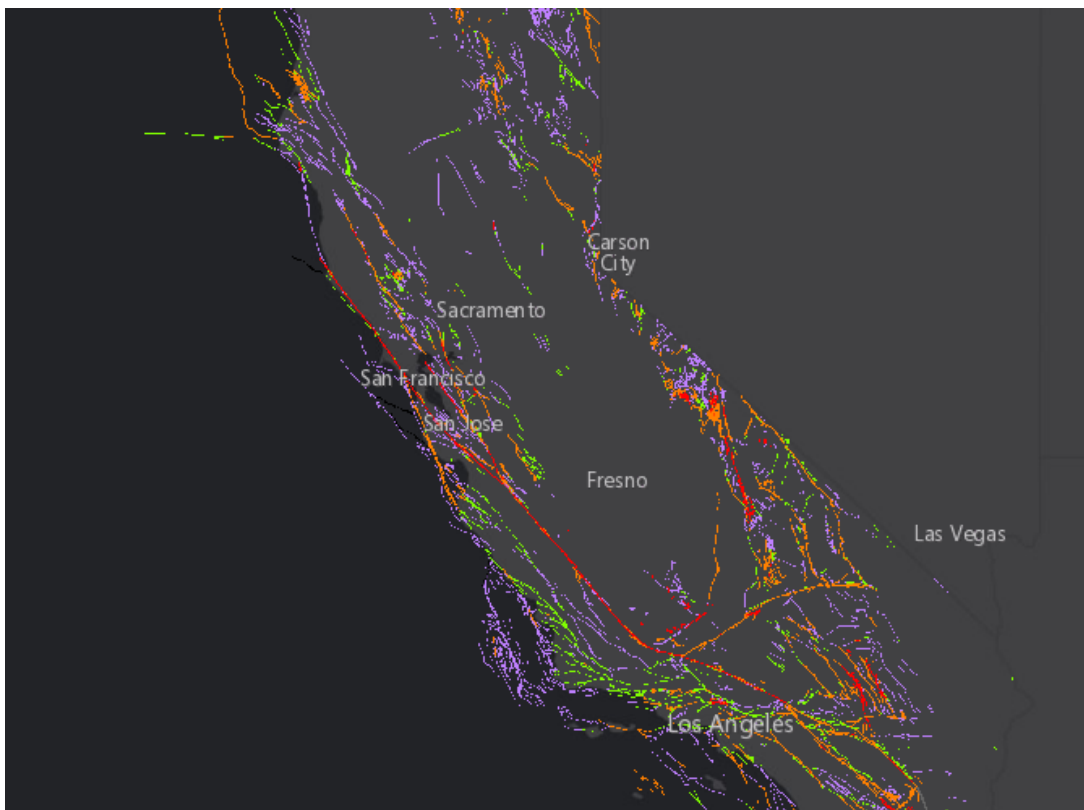 Carson
City
Sacramento
San Francisco
San Jose
Fresno
Las Vegas
Los Angeles